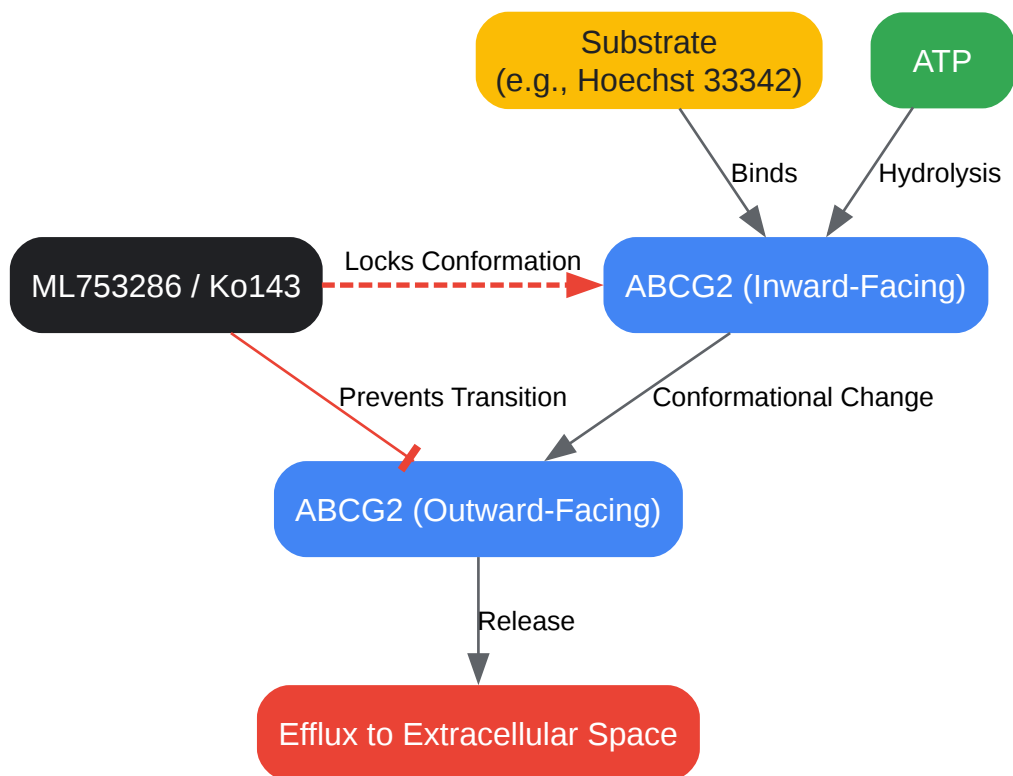 Substrate
(e.g., Hoechst 33342)
ATP
Binds
Hydrolysis
ML753286 / Ko143
Locks Conformation
ABCG2 (Inward-Facing)
Prevents Transition
Conformational Change
ABCG2 (Outward-Facing)
Release
Efflux to Extracellular Space